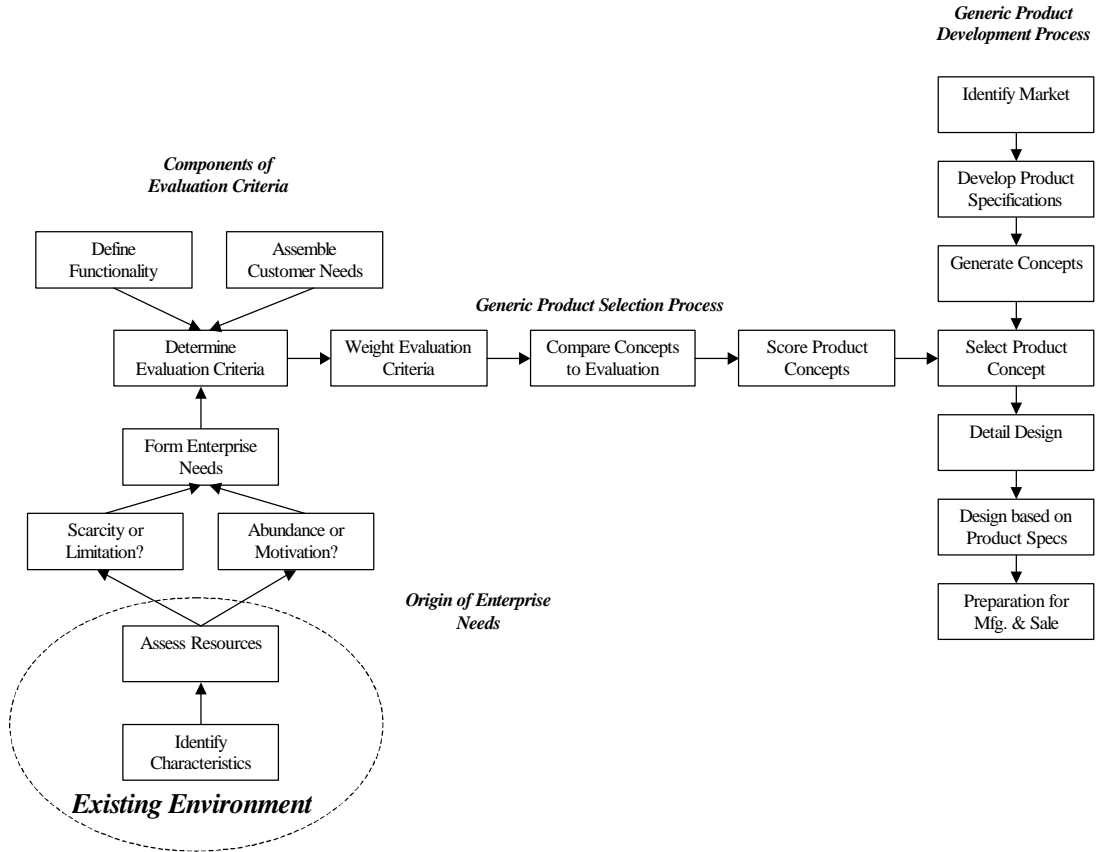 Generic Product
Development Process
Identify Market
Components of
Evaluation Criteria
Develop Product
Specifications
Define
Functionality
Assemble
Customer Needs
Generate Concepts
Generic Product Selection Process
Determine
Evaluation Criteria
Weight Evaluation
Criteria
Compare Concepts
to Evaluation
Score Product
Concepts
Select Product
Concept
Form Enterprise
Needs
Detail Design
Scarcity or
Limitation?
Abundance or
Motivation?
Design based on
Product Specs
Origin of Enterprise
Needs
Assess Resources
Preparation for
Mfg. & Sale
Identify
Characteristics
Existing Environment